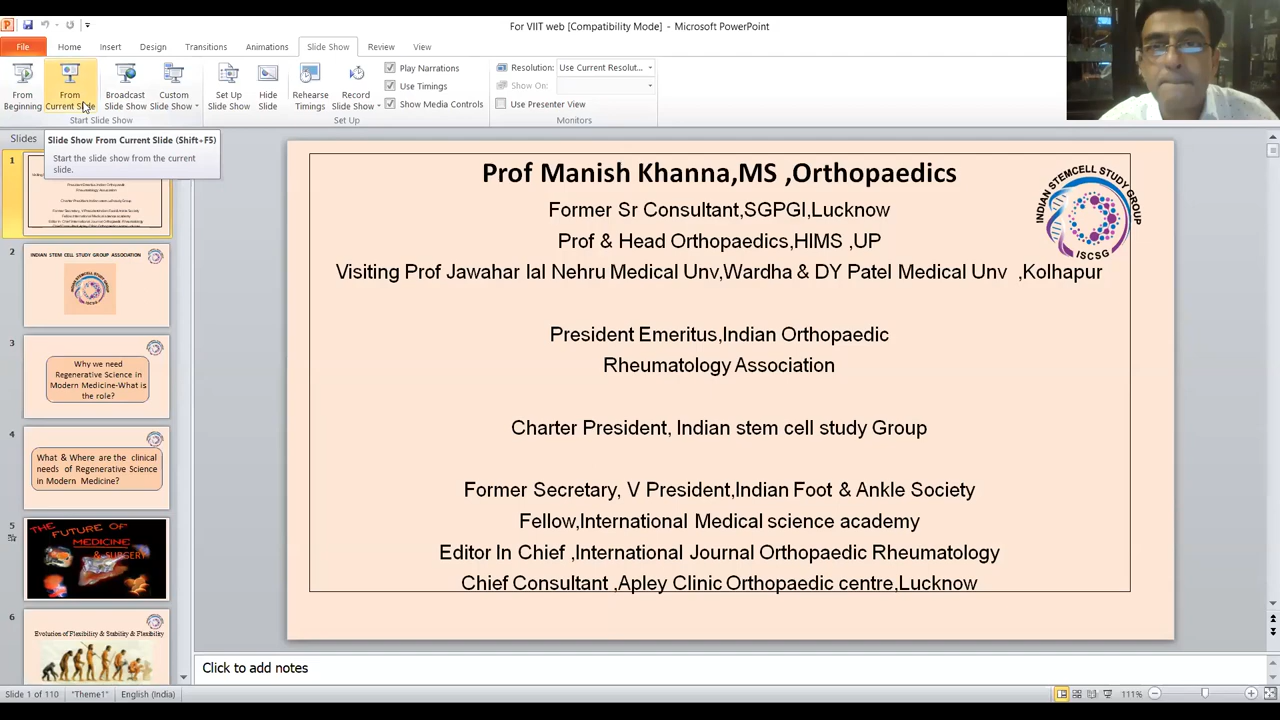 For VIIT web [Compatibility Mode] - Microsoft PowerPoint
File Home Insert Design Transitions Animations Slide Show Review View
From Beginning
From Current Slide
Broadcast Slide Show
Custom Slide Show
Set Up Slide Show
Hide Slide
Rehearse Timings
Record Slide Show
Play Narrations
Use Timings
Show Media Controls
Resolution: Use Current Resolut...
Show On:
Use Presenter View
Start Slide Show
Set Up
Monitors
Slides
Slide Show From Current Slide (Shift+F5)
Start the slide show from the current
slide.
1
2
INDIAN STEM CELL STUDY GROUP ASSOCIATION
3
Why we need
Regenerative Science in
Modern Medicine-What is
the role?
4
What & Where are the clinical
needs of Regenerative Science
in Modern Medicine?
5
THE FUTURE OF
MEDICINE
& SURGERY
6
Evolution of Flexibility & Stability & Flexibility
Prof Manish Khanna,MS ,Orthopaedics
Former Sr Consultant,SGPGI,Lucknow
Prof & Head Orthopaedics,HIMS ,UP
Visiting Prof Jawahar lal Nehru Medical Unv,Wardha & DY Patel Medical Unv ,Kolhapur
President Emeritus,Indian Orthopaedic
Rheumatology Association
Charter President, Indian stem cell study Group
Former Secretary, V President,Indian Foot & Ankle Society
Fellow,International Medical science academy
Editor In Chief ,International Journal Orthopaedic Rheumatology
Chief Consultant ,Apley Clinic Orthopaedic centre,Lucknow
INDIAN STEMCELL STUDY GROUP
ISCSG
Click to add notes
Slide 1 of 110 "Theme1" English (India) 111%